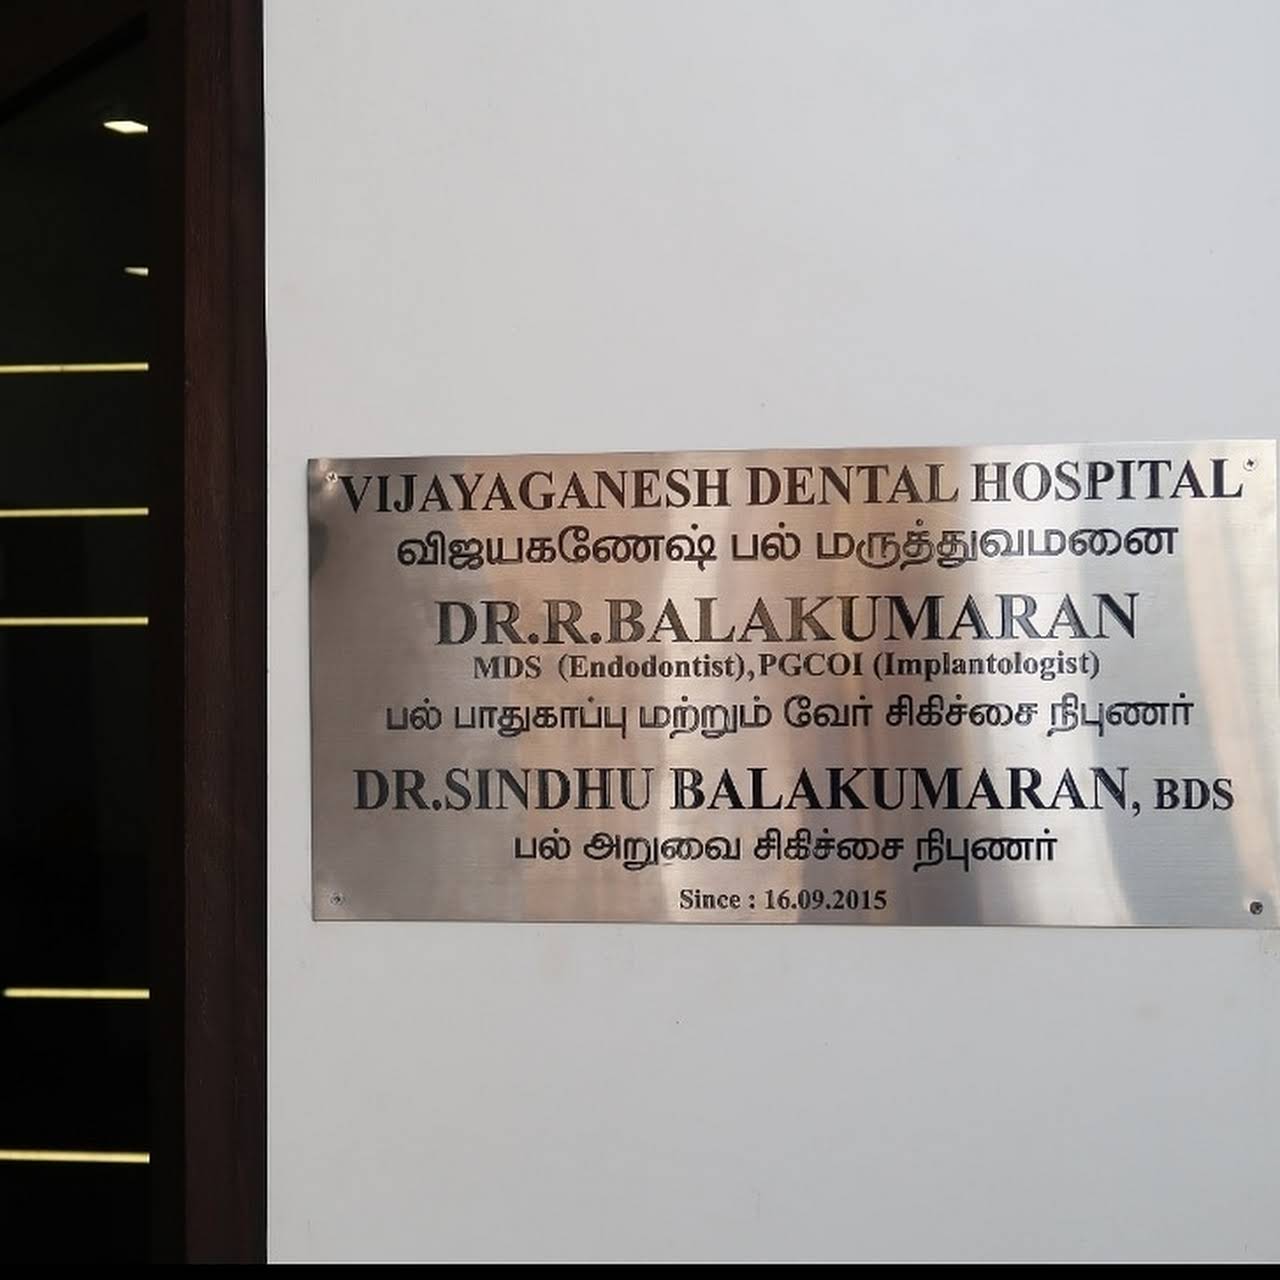 VIJAYAGANESH DENTAL HOSPITAL
விஜயகணேஷ் பல் மருத்துவமனை
DR.R.BALAKUMARAN
MDS (Endodontist), PGCOI (Implantologist)
பல் பாதுகாப்பு மற்றும் வேர் சிகிச்சை நிபுணர்
DR.SINDHU BALAKUMARAN, BDS
பல் அறுவை சிகிச்சை நிபுணர்
Since : 16.09.2015